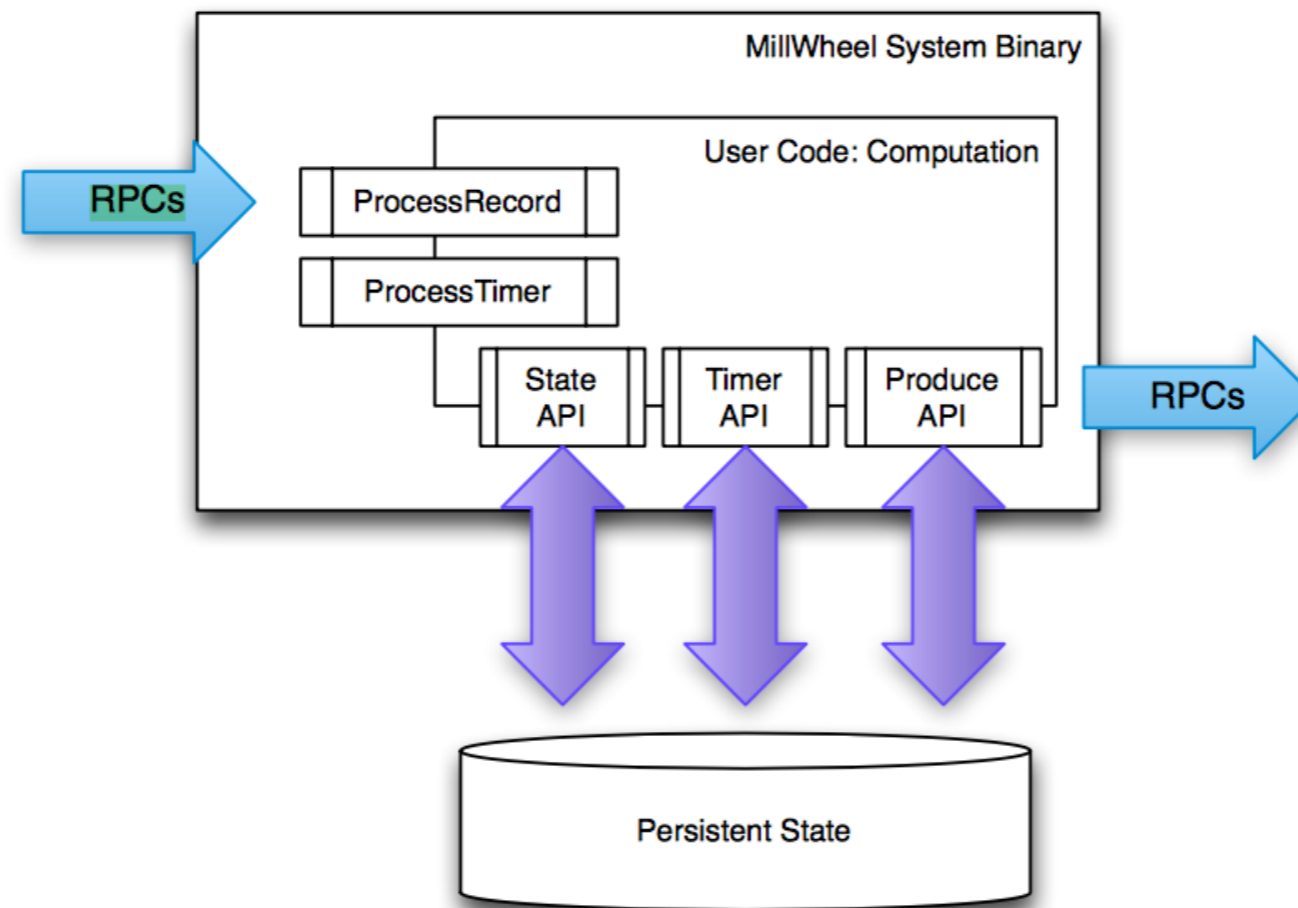 MillWheel System Binary
User Code: Computation
RPCs
ProcessRecord
ProcessTimer
State
API
Timer
API
Produce
API
RPCs
Persistent State